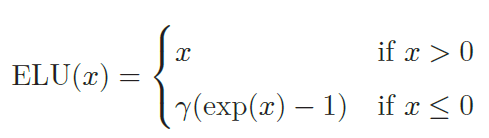 ELU(x) = { x if x > 0
γ(exp(x) − 1) if x ≤ 0